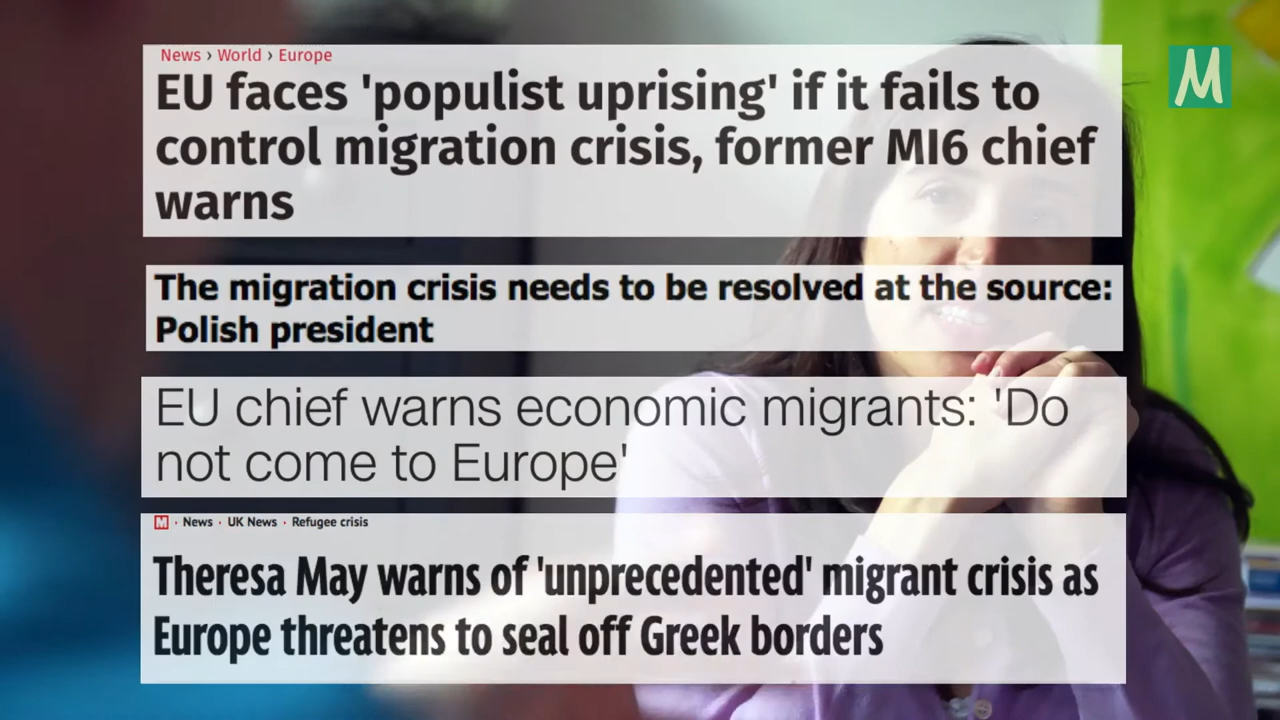 News › World › Europe
EU faces 'populist uprising' if it fails to
control migration crisis, former MI6 chief
warns
The migration crisis needs to be resolved at the source:
Polish president
EU chief warns economic migrants: 'Do
not come to Europe'
M · News · UK News · Refugee crisis
Theresa May warns of 'unprecedented' migrant crisis as
Europe threatens to seal off Greek borders
M